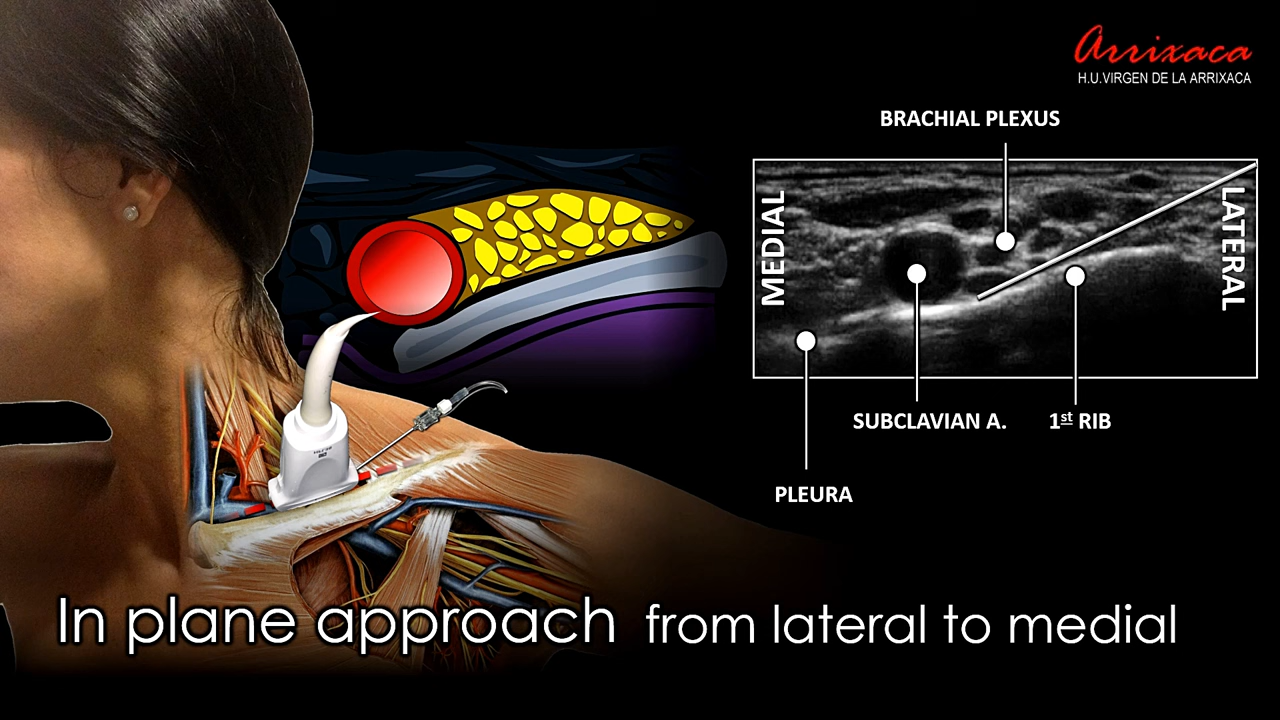 Arrixaca
H.U.VIRGEN DE LA ARRIXACA
BRACHIAL PLEXUS
MEDIAL
LATERAL
SUBCLAVIAN A.
1st RIB
PLEURA
In plane approach from lateral to medial